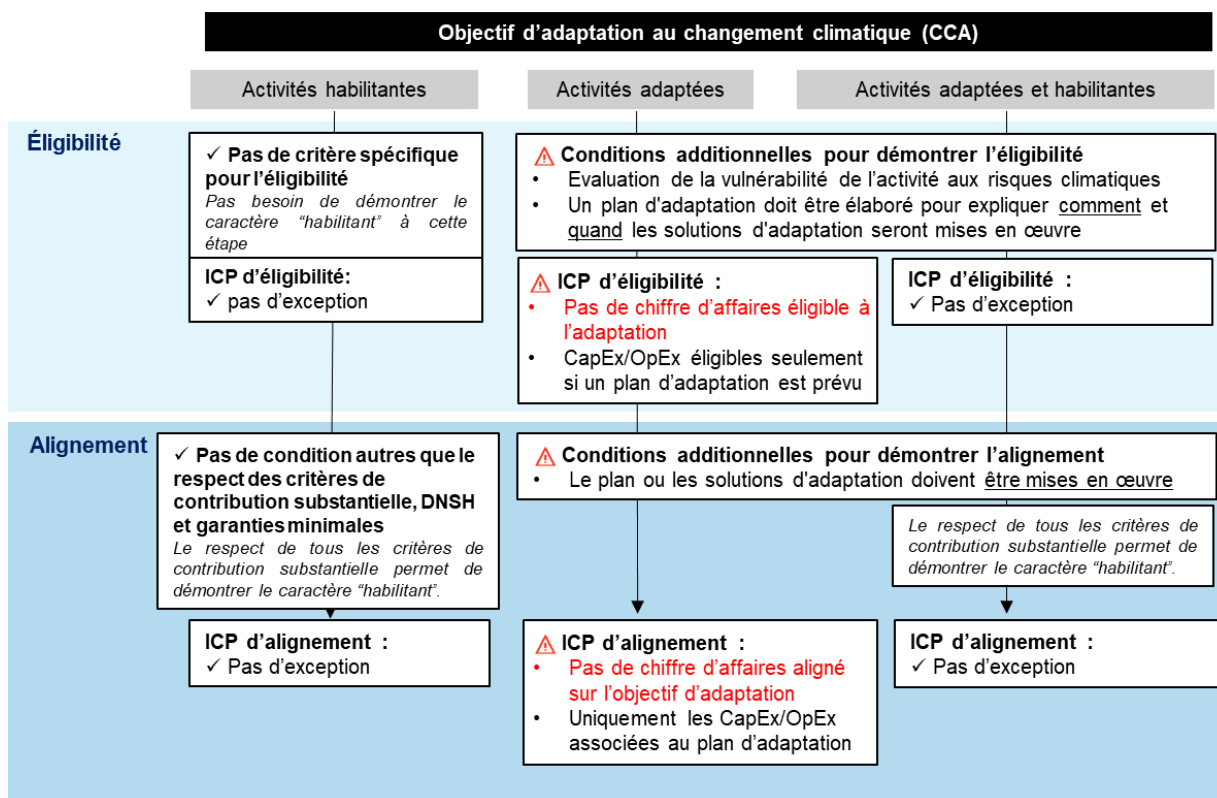 Objectif d’adaptation au changement climatique (CCA)
Activités habilitantes
Activités adaptées
Activités adaptées et habilitantes
Éligibilité
✓ Pas de critère spécifique
pour l’éligibilité
Pas besoin de démontrer le
caractère “habilitant” à cette
étape
ICP d’éligibilité:
✓ pas d’exception
⚠ Conditions additionnelles pour démontrer l’éligibilité
• Evaluation de la vulnérabilité de l’activité aux risques climatiques
• Un plan d'adaptation doit être élaboré pour expliquer comment et
quand les solutions d'adaptation seront mises en œuvre
⚠ ICP d’éligibilité :
• Pas de chiffre d’affaires éligible à
l’adaptation
• CapEx/OpEx éligibles seulement
si un plan d’adaptation est prévu
ICP d’éligibilité :
✓ Pas d’exception
Alignement
✓ Pas de condition autres que le
respect des critères de
contribution substantielle, DNSH
et garanties minimales
Le respect de tous les critères de
contribution substantielle permet de
démontrer le caractère “habilitant”.
ICP d’alignement :
✓ Pas d’exception
⚠ Conditions additionnelles pour démontrer l’alignement
• Le plan ou les solutions d'adaptation doivent être mises en œuvre
Le respect de tous les critères de
contribution substantielle permet de
démontrer le caractère “habilitant”.
⚠ ICP d’alignement :
• Pas de chiffre d’affaires aligné
sur l’objectif d’adaptation
• Uniquement les CapEx/OpEx
associées au plan d’adaptation
ICP d’alignement :
✓ Pas d’exception